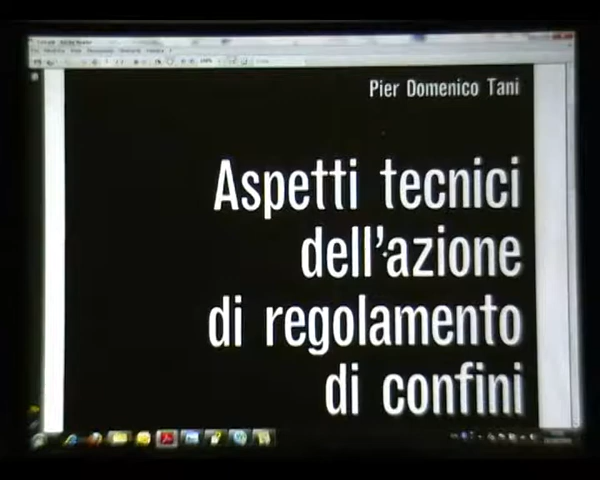 Pier Domenico Tani
Aspetti tecnici
dell'azione
di regolamento
di confini